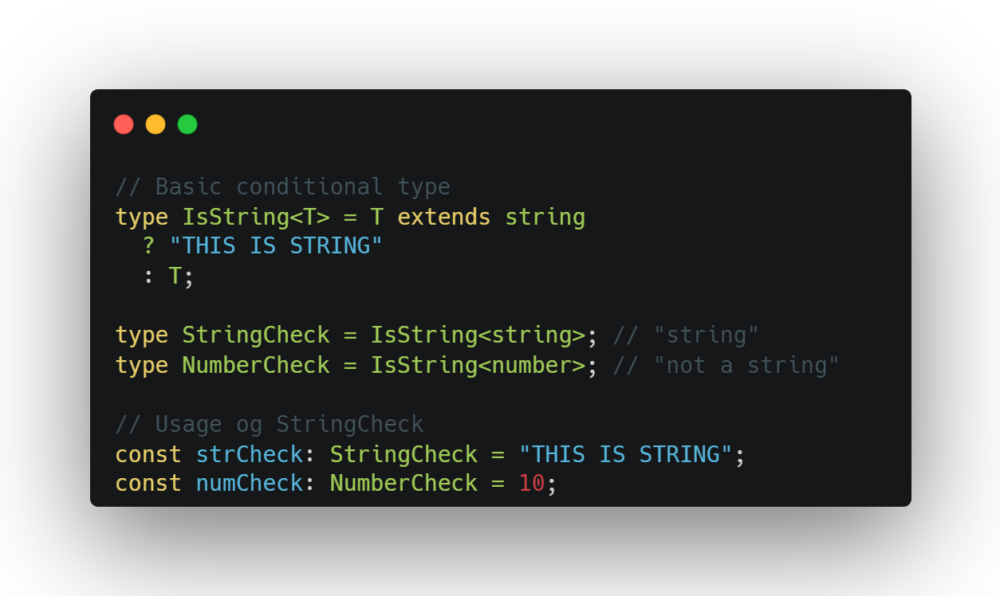 // Basic conditional type
type IsString<T> = T extends string
  ? "THIS IS STRING"
  : T;
type StringCheck = IsString<string>; // "string"
type NumberCheck = IsString<number>; // "not a string"
// Usage og StringCheck
const strCheck: StringCheck = "THIS IS STRING";
const numCheck: NumberCheck = 10;